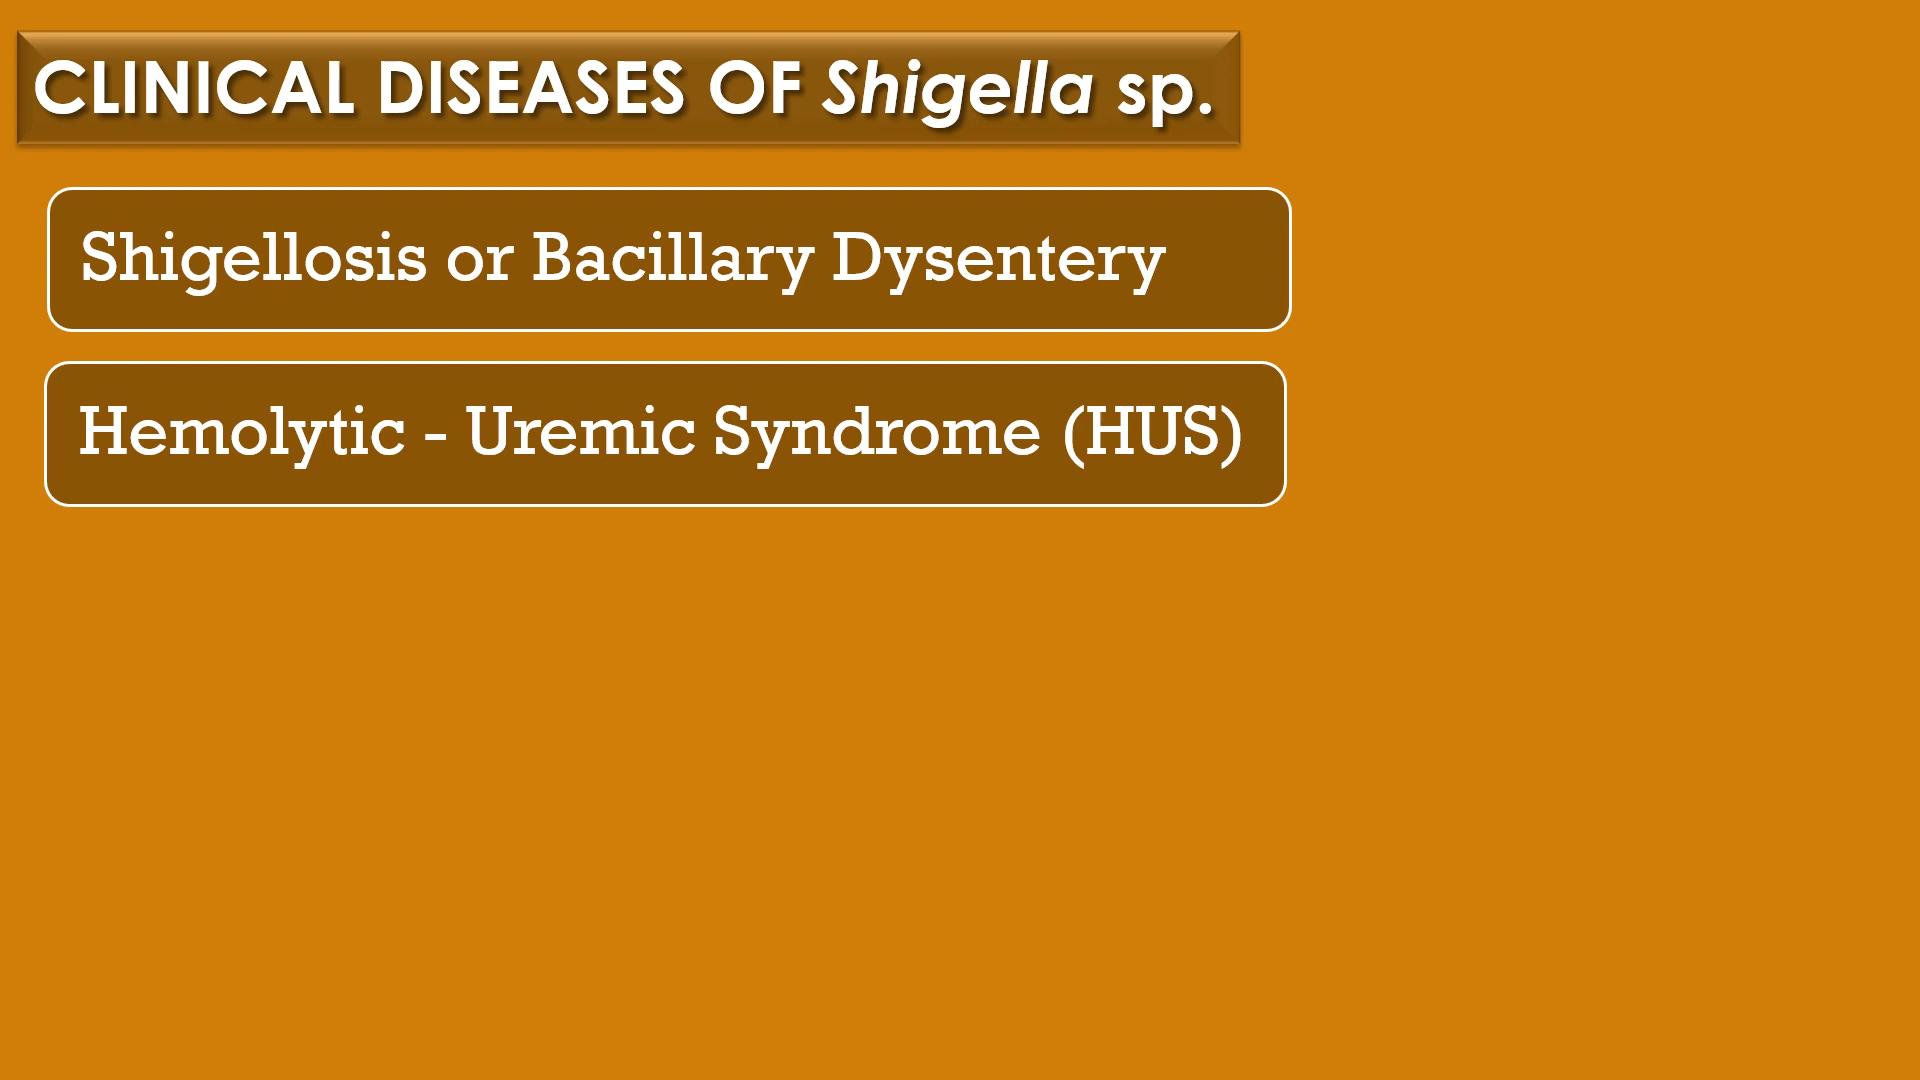 CLINICAL DISEASES OF Shigella sp.
Shigellosis or Bacillary Dysentery
Hemolytic - Uremic Syndrome (HUS)